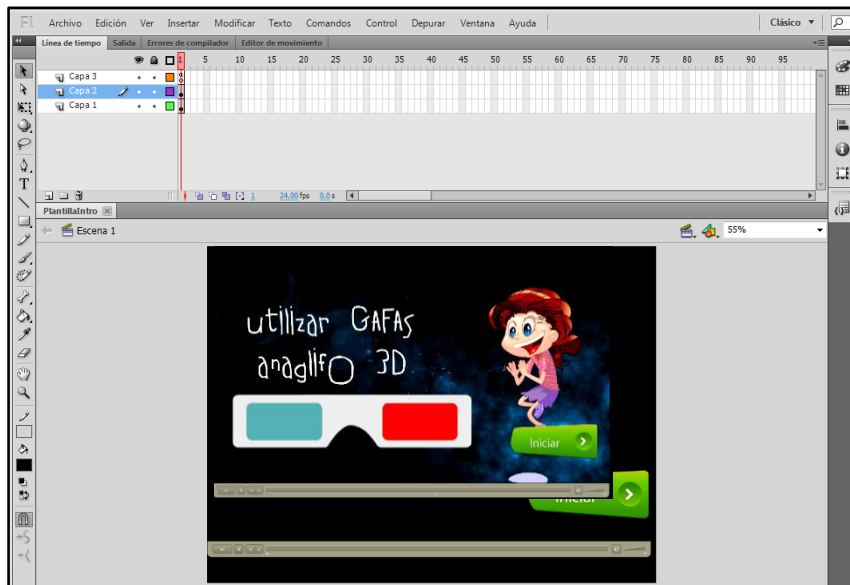 Fl Archivo Edición Ver Insertar Modificar Texto Comandos Control Depurar Ventana Ayuda Clásico
Línea de tiempo Salida Errores de compilador Editor de movimiento
1 5 10 15 20 25 30 35 40 45 50 55 60 65 70 75 80 85 90 95
Capa 3
Capa 2
Capa 1
1 24.00 fps 0.0 s
PlantillaIntro
Escena 1 55%
utilizar GAFAS
anaglifo 3D
Iniciar
Iniciar